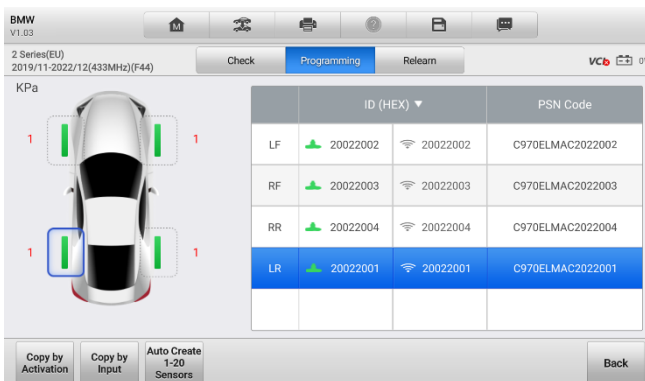 BMW
V1.03
M
?
2 Series(EU)
2019/11-2022/12(433MHz)(F44)
Check
Programming
Relearn
VCI
KPa
ID (HEX) ▼
PSN Code
1
1
LF
20022002
20022002
C970ELMAC2022002
RF
20022003
20022003
C970ELMAC2022003
RR
20022004
20022004
C970ELMAC2022004
1
1
LR
20022001
20022001
C970ELMAC2022001
Copy by
Activation
Copy by
Input
Auto Create
1-20
Sensors
Back